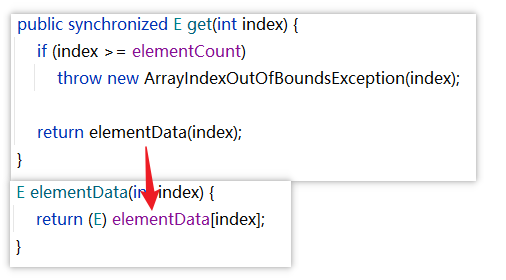 public synchronized E get(int index) {
if (index >= elementCount)
throw new ArrayIndexOutOfBoundsException(index);
return elementData(index);
}
E elementData(int index) {
return (E) elementData[index];
}